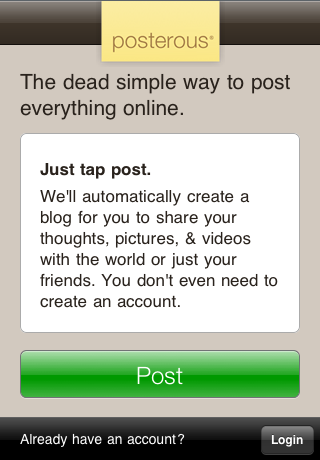 posterous®
The dead simple way to post
everything online.
Just tap post.
We'll automatically create a
blog for you to share your
thoughts, pictures, & videos
with the world or just your
friends. You don't even need to
create an account.
Post
Already have an account?
Login